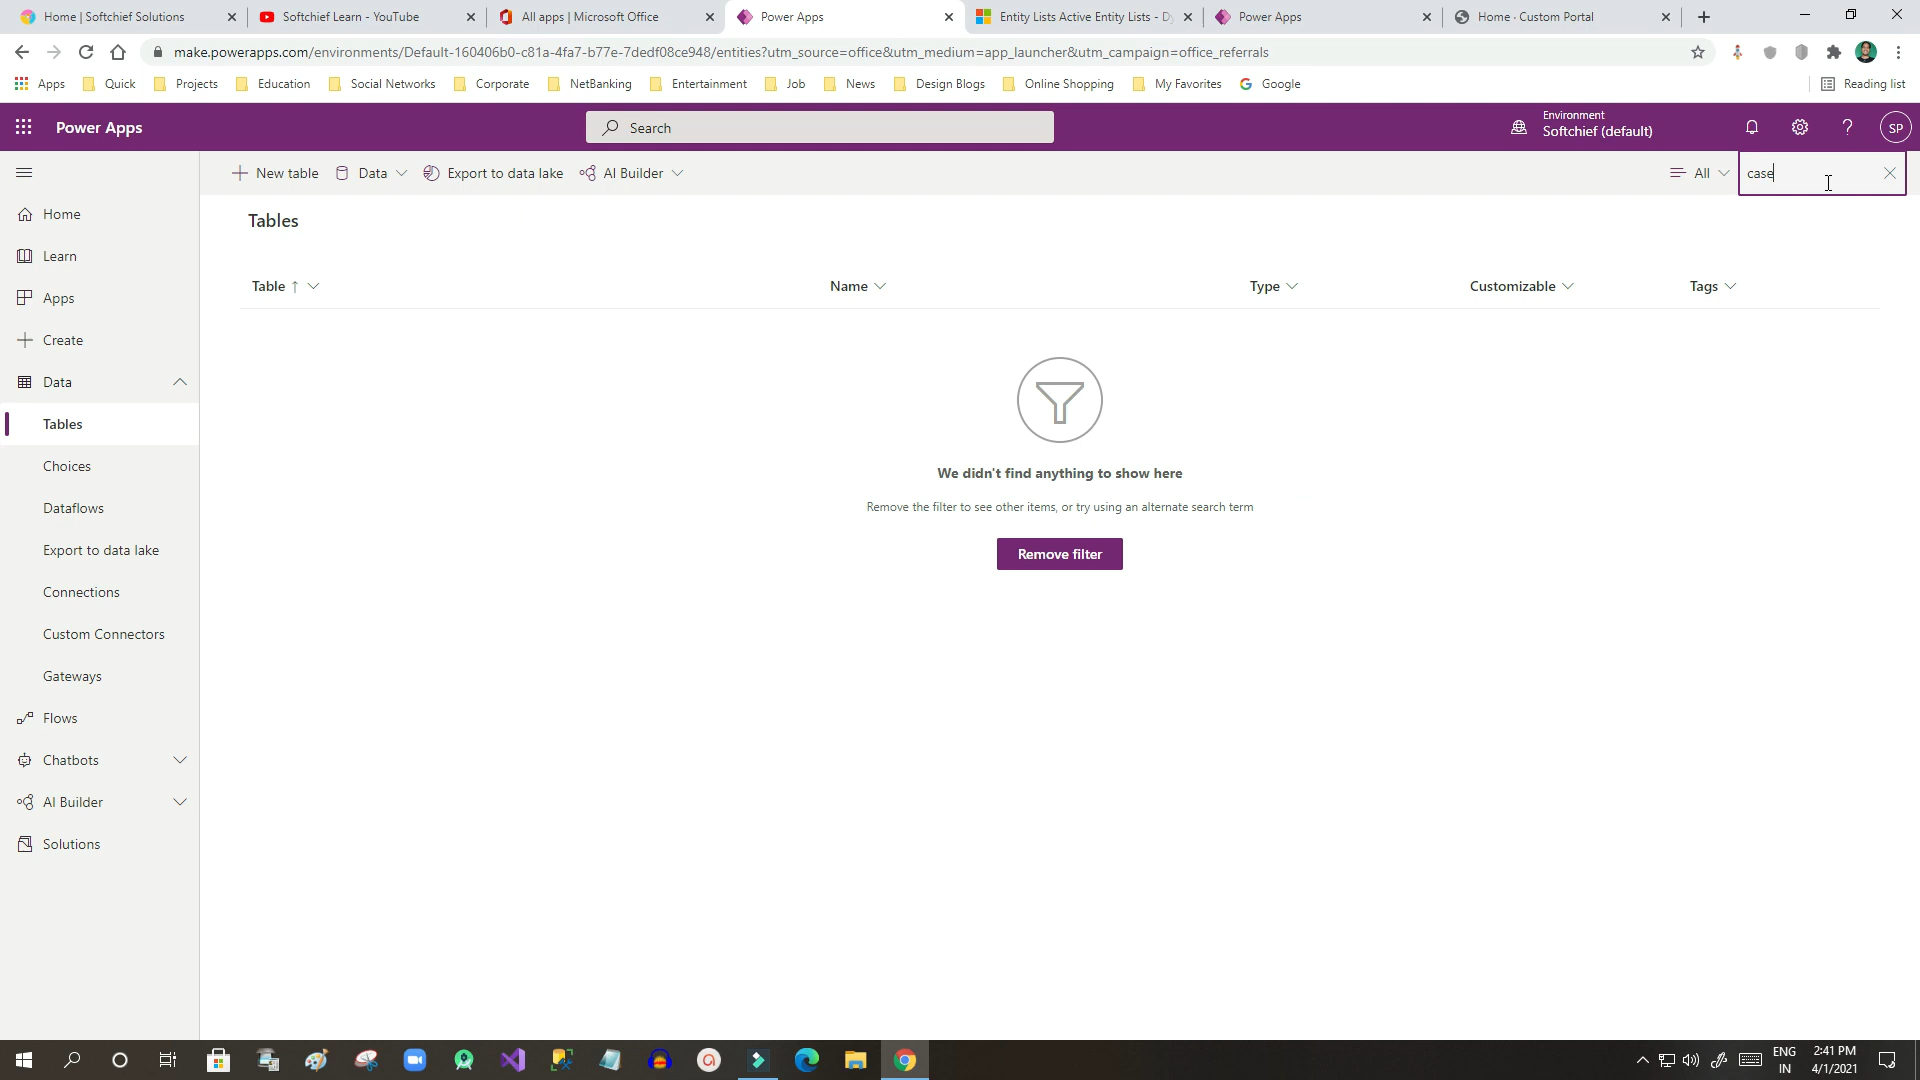 Home | Softchief Solutions
Softchief Learn - YouTube
All apps | Microsoft Office
Power Apps
Entity Lists Active Entity Lists - Dy
Power Apps
Home · Custom Portal
make.powerapps.com/environments/Default-160406b0-c81a-4fa7-b77e-7dedf08ce948/entities?utm_source=office&utm_medium=app_launcher&utm_campaign=office_referrals
Apps
Quick
Projects
Education
Social Networks
Corporate
NetBanking
Entertainment
Job
News
Design Blogs
Online Shopping
My Favorites
Google
Reading list
Power Apps
Search
Environment
Softchief (default)
SP
New table
Data
Export to data lake
AI Builder
All
case
Home
Learn
Apps
Create
Data
Tables
Choices
Dataflows
Export to data lake
Connections
Custom Connectors
Gateways
Flows
Chatbots
AI Builder
Solutions
Tables
Table ↑
Name
Type
Customizable
Tags
We didn't find anything to show here
Remove the filter to see other items, or try using an alternate search term
Remove filter
ENG
IN
2:41 PM
4/1/2021